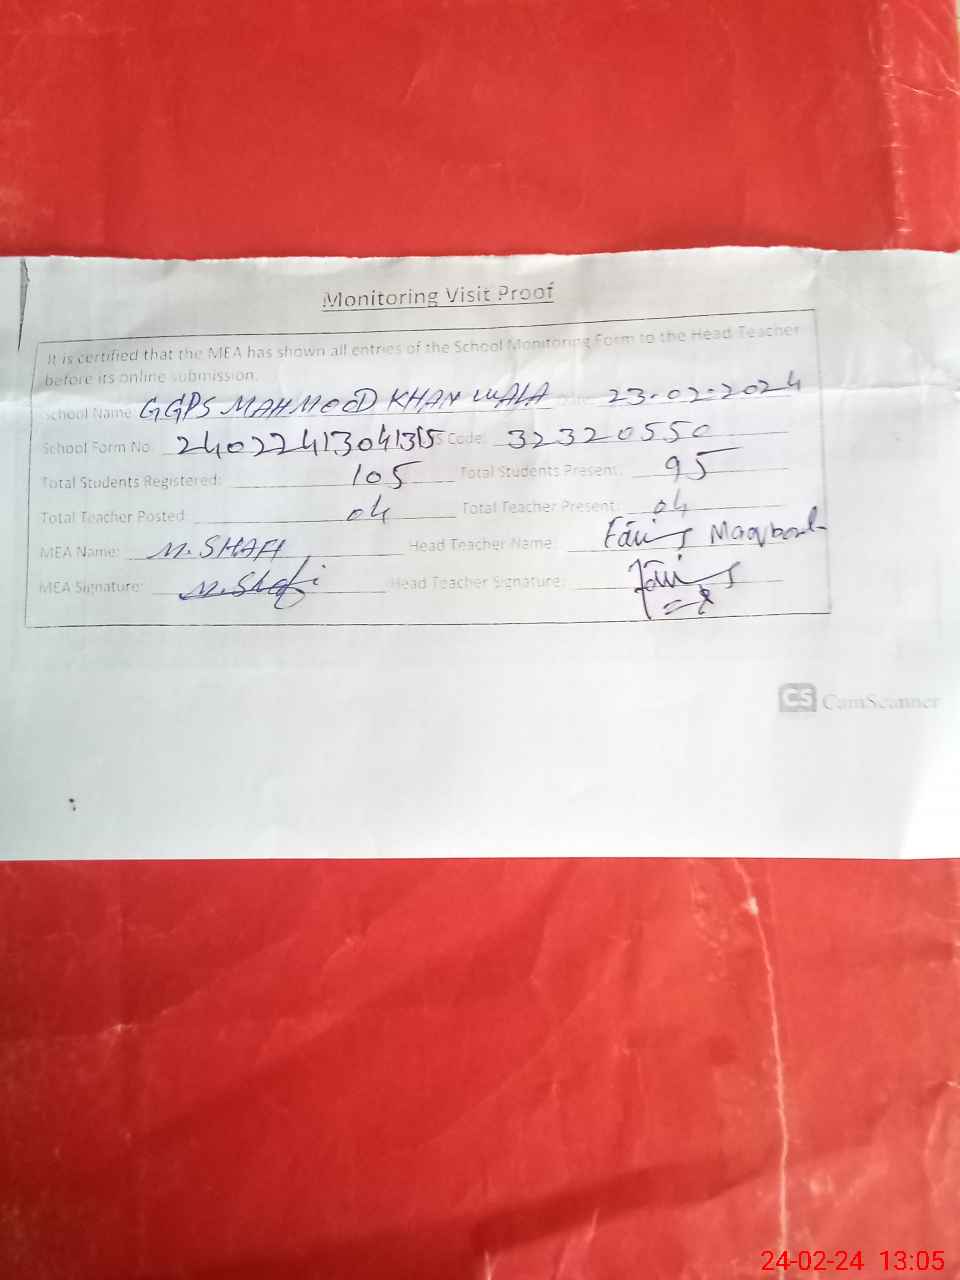 Monitoring Visit Proof
It is certified that the MEA has shown all entries of the School Monitoring Form to the Head Teacher
before its online submission.
School Name GGPS MAHMOOD KHAN WALA Date: 23-02-2024
School Form No. S Code: 32320550
Total Students Registered: 105 Total Students Present: 95
Total Teacher Posted 04 Total Teacher Present: 04
MEA Name: M. SHAFI Head Teacher Name
MEA Signature: M. Shafi Head Teacher Signature:
CS CamScanner
24-02-24 13:05